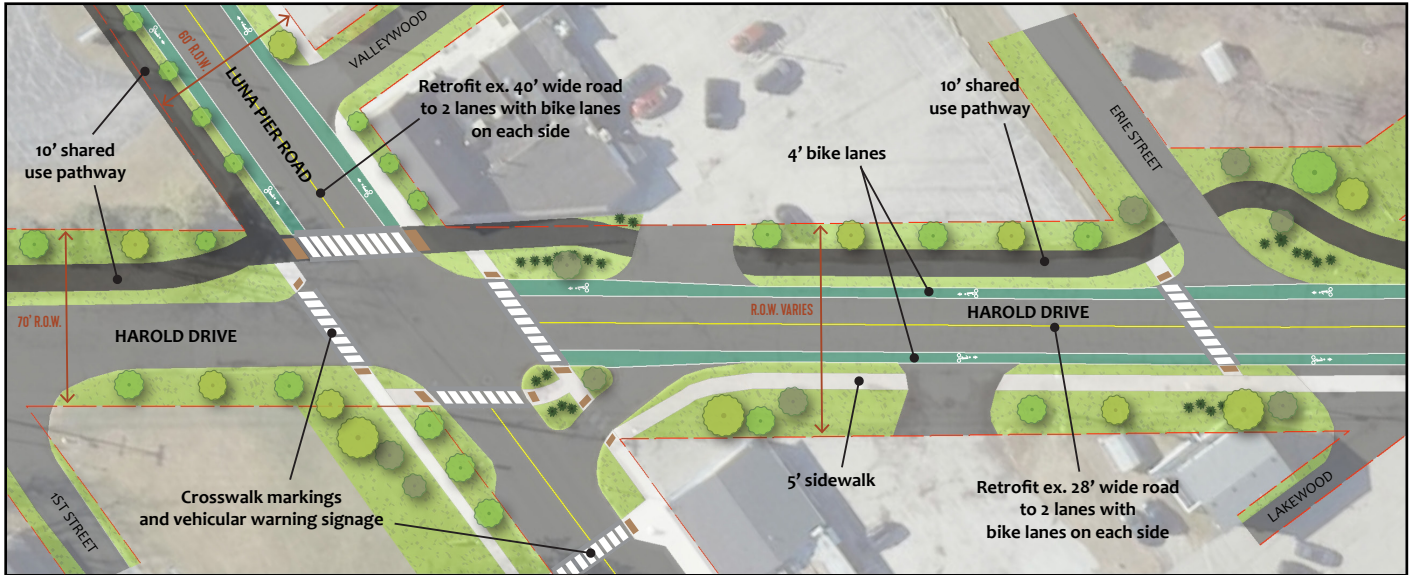 60' R.O.W.
LUNA PIER ROAD
VALLEYWOOD
Retrofit ex. 40' wide road
to 2 lanes with bike lanes
on each side
10' shared
use pathway
ERIE STREET
10' shared
use pathway
4' bike lanes
70' R.O.W.
HAROLD DRIVE
R.O.W. VARIES
HAROLD DRIVE
1ST STREET
Crosswalk markings
and vehicular warning signage
5' sidewalk
Retrofit ex. 28' wide road
to 2 lanes with
bike lanes on each side
LAKEWOOD